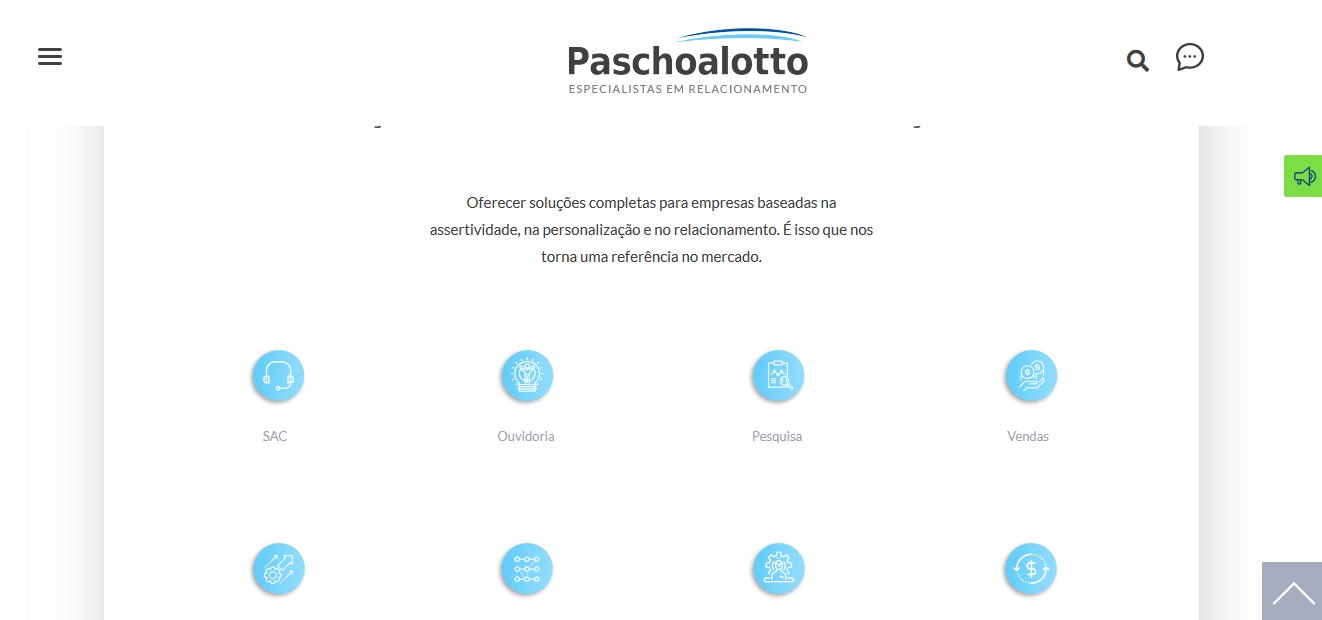 Paschoalotto
ESPECIALISTAS EM RELACIONAMENTO
Oferecer soluções completas para empresas baseadas na
assertividade, na personalização e no relacionamento. É isso que nos
torna uma referência no mercado.
SAC
Ouvidoria
Pesquisa
Vendas